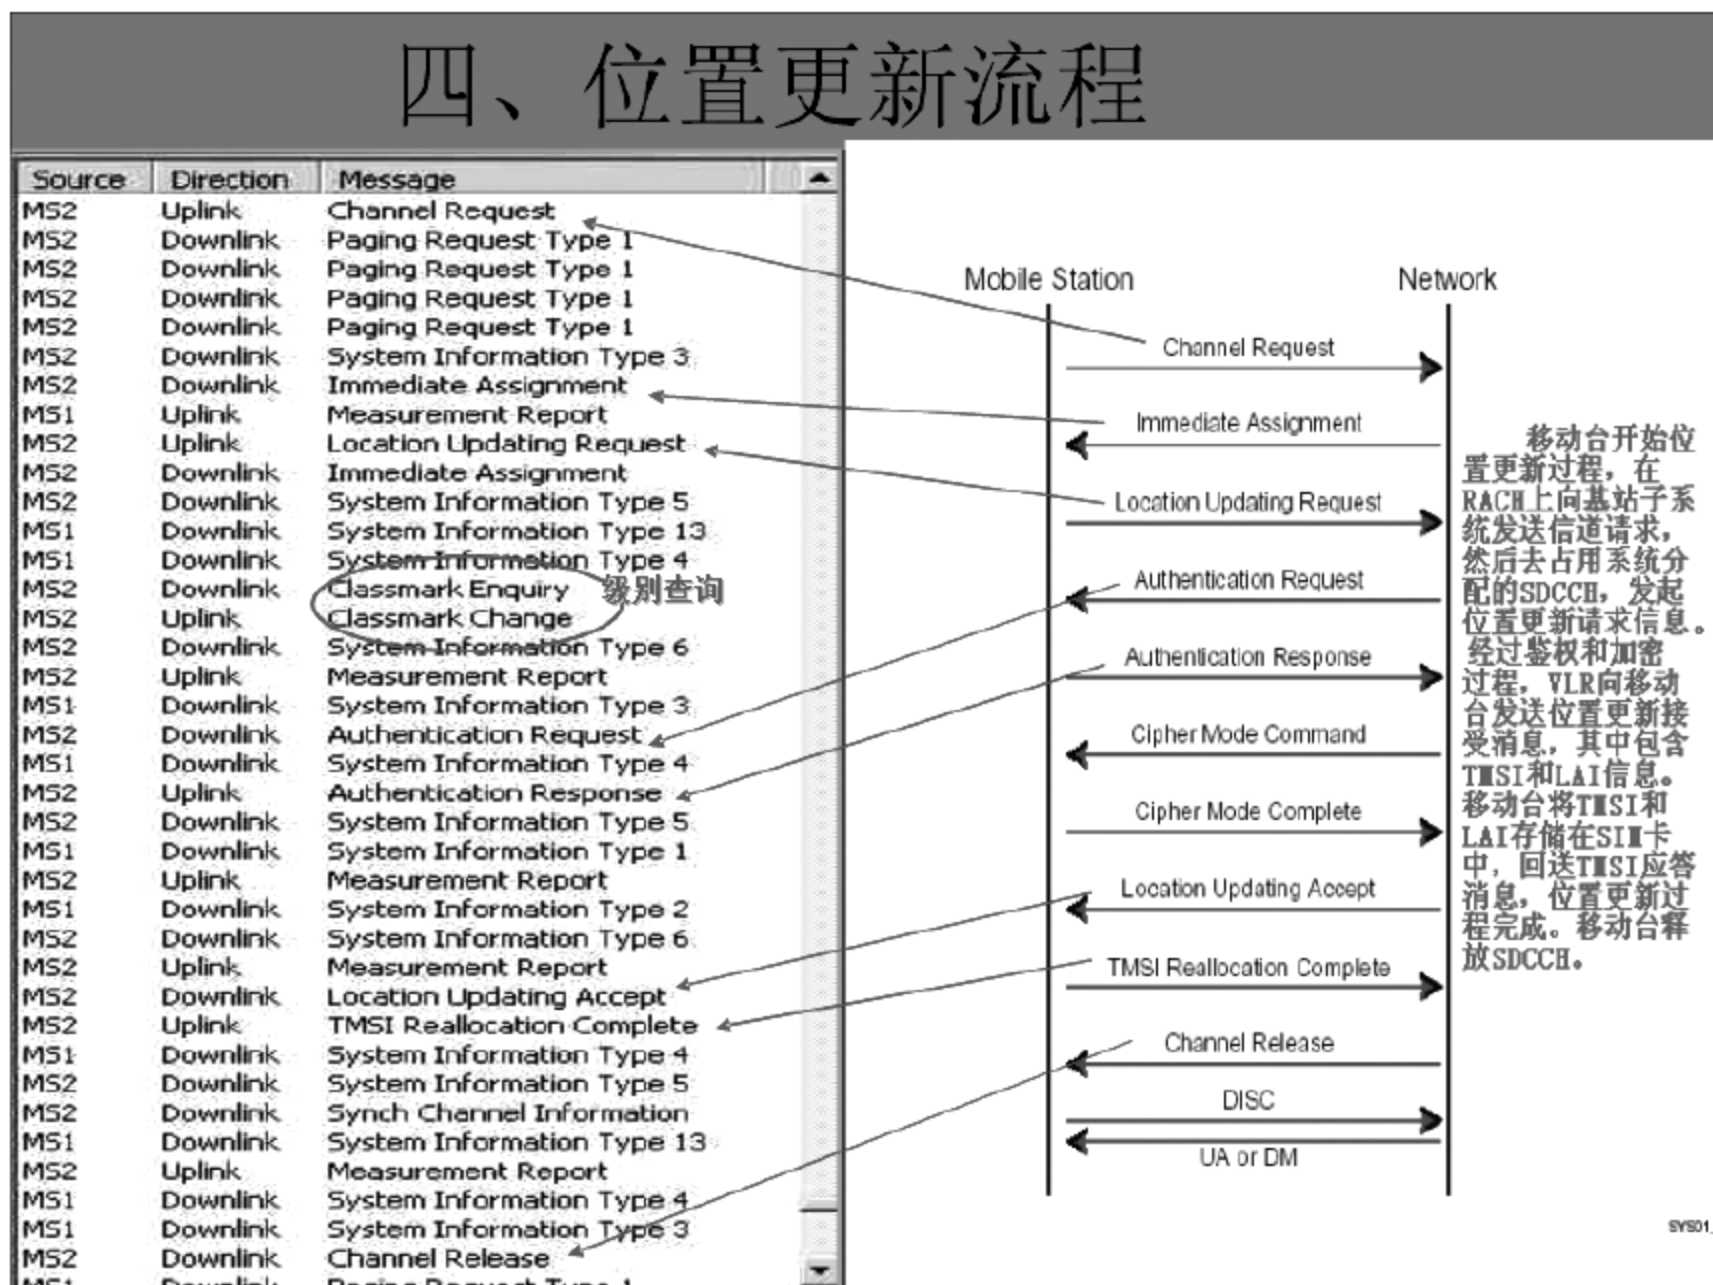 四、位置更新流程
Source Direction Message
MS2 Uplink Channel Request
MS2 Downlink Paging Request Type 1
MS2 Downlink Paging Request Type 1
MS2 Downlink Paging Request Type 1
MS2 Downlink Paging Request Type 1
MS2 Downlink System Information Type 3
MS2 Downlink Immediate Assignment
MS1 Uplink Measurement Report
MS2 Uplink Location Updating Request
MS2 Downlink Immediate Assignment
MS2 Downlink System Information Type 5
MS1 Downlink System Information Type 13
MS1 Downlink System Information Type 4
MS2 Downlink Classmark Enquiry 级别查询
MS2 Uplink Classmark Change
MS2 Downlink System Information Type 6
MS2 Uplink Measurement Report
MS1 Downlink System Information Type 3
MS2 Downlink Authentication Request
MS1 Downlink System Information Type 4
MS2 Uplink Authentication Response
MS2 Downlink System Information Type 5
MS1 Downlink System Information Type 1
MS2 Uplink Measurement Report
MS1 Downlink System Information Type 2
MS2 Downlink System Information Type 6
MS2 Uplink Measurement Report
MS2 Downlink Location Updating Accept
MS2 Uplink TMSI Reallocation Complete
MS1 Downlink System Information Type 4
MS2 Downlink System Information Type 5
MS2 Downlink Synch Channel Information
MS1 Downlink System Information Type 13
MS2 Uplink Measurement Report
MS1 Downlink System Information Type 4
MS1 Downlink System Information Type 3
MS2 Downlink Channel Release
MS1 Downlink Paging Request Type 1
Mobile Station Network
Channel Request
Immediate Assignment
Location Updating Request
Authentication Request
Authentication Response
Cipher Mode Command
Cipher Mode Complete
Location Updating Accept
TMSI Reallocation Complete
Channel Release
DISC
UA or DM
移动台开始位
置更新过程，在
RACH上向基站子系
统发送信道请求，
然后去占用系统分
配的SDCCH，发起
位置更新请求信息。
经过鉴权和加密
过程，VLR向移动
台发送位置更新接
受消息，其中包含
TMSI和LAI信息。
移动台将TMSI和
LAI存储在SIM卡
中，回送TMSI应答
消息，位置更新过
程完成。移动台释
放SDCCH。
SYS01_